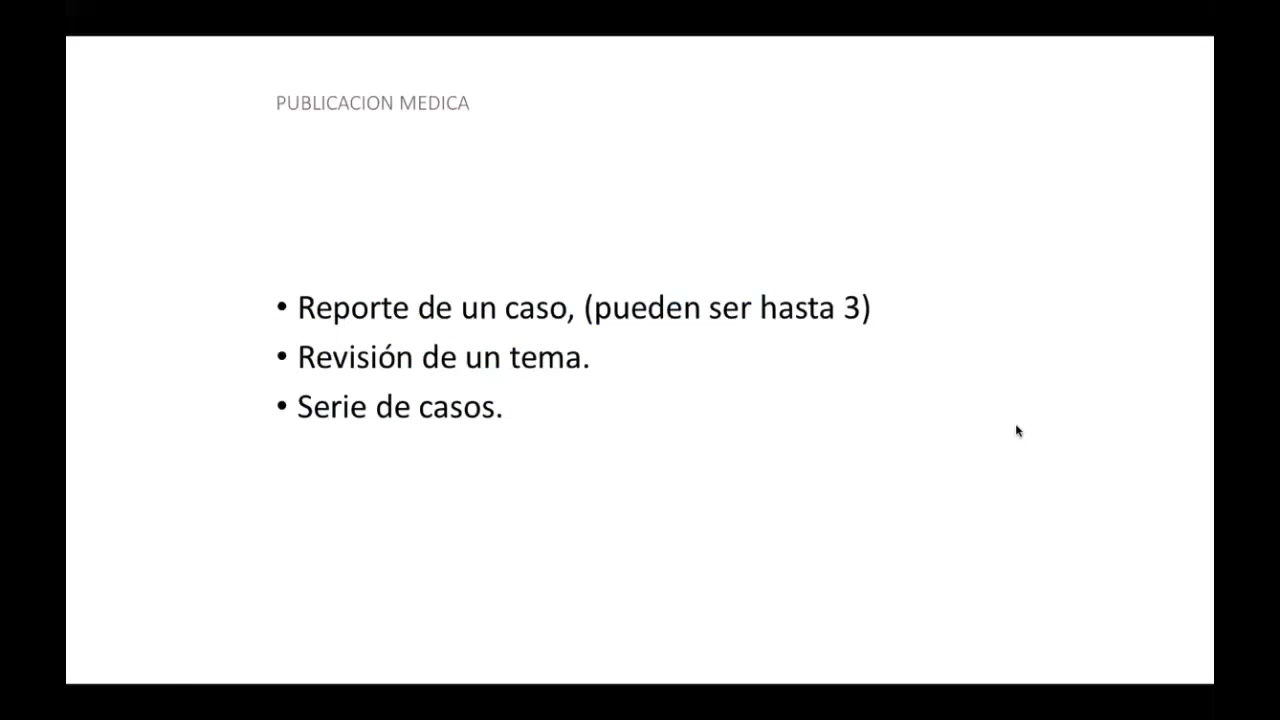 PUBLICACION MEDICA
• Reporte de un caso, (pueden ser hasta 3)
• Revisión de un tema.
• Serie de casos.